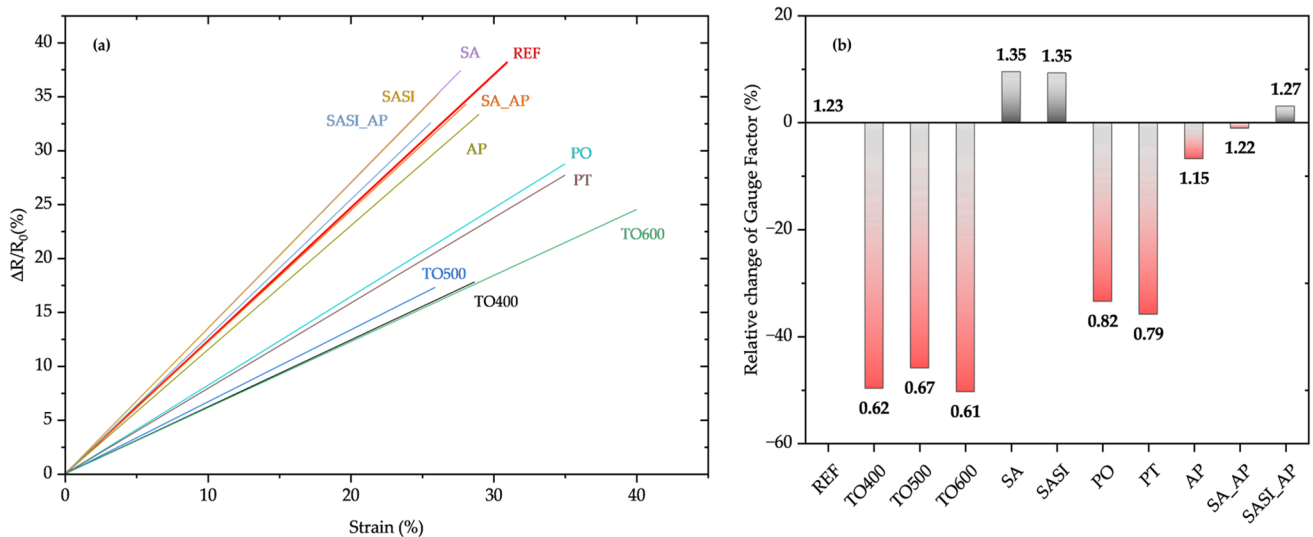 (a)
ΔR/R0(%)
40
35
30
25
20
15
10
5
0
SA
REF
SASI
SA_AP
SASI_AP
AP
PO
PT
TO600
TO500
TO400
0
10
20
30
40
Strain (%)
(b)
Relative change of Gauge Factor (%)
20
0
−20
−40
−60
1.23
0.62
0.67
0.61
1.35
1.35
0.82
0.79
1.15
1.22
1.27
REF
TO400
TO500
TO600
SA
SASI
PO
PT
AP
SA_AP
SASI_AP